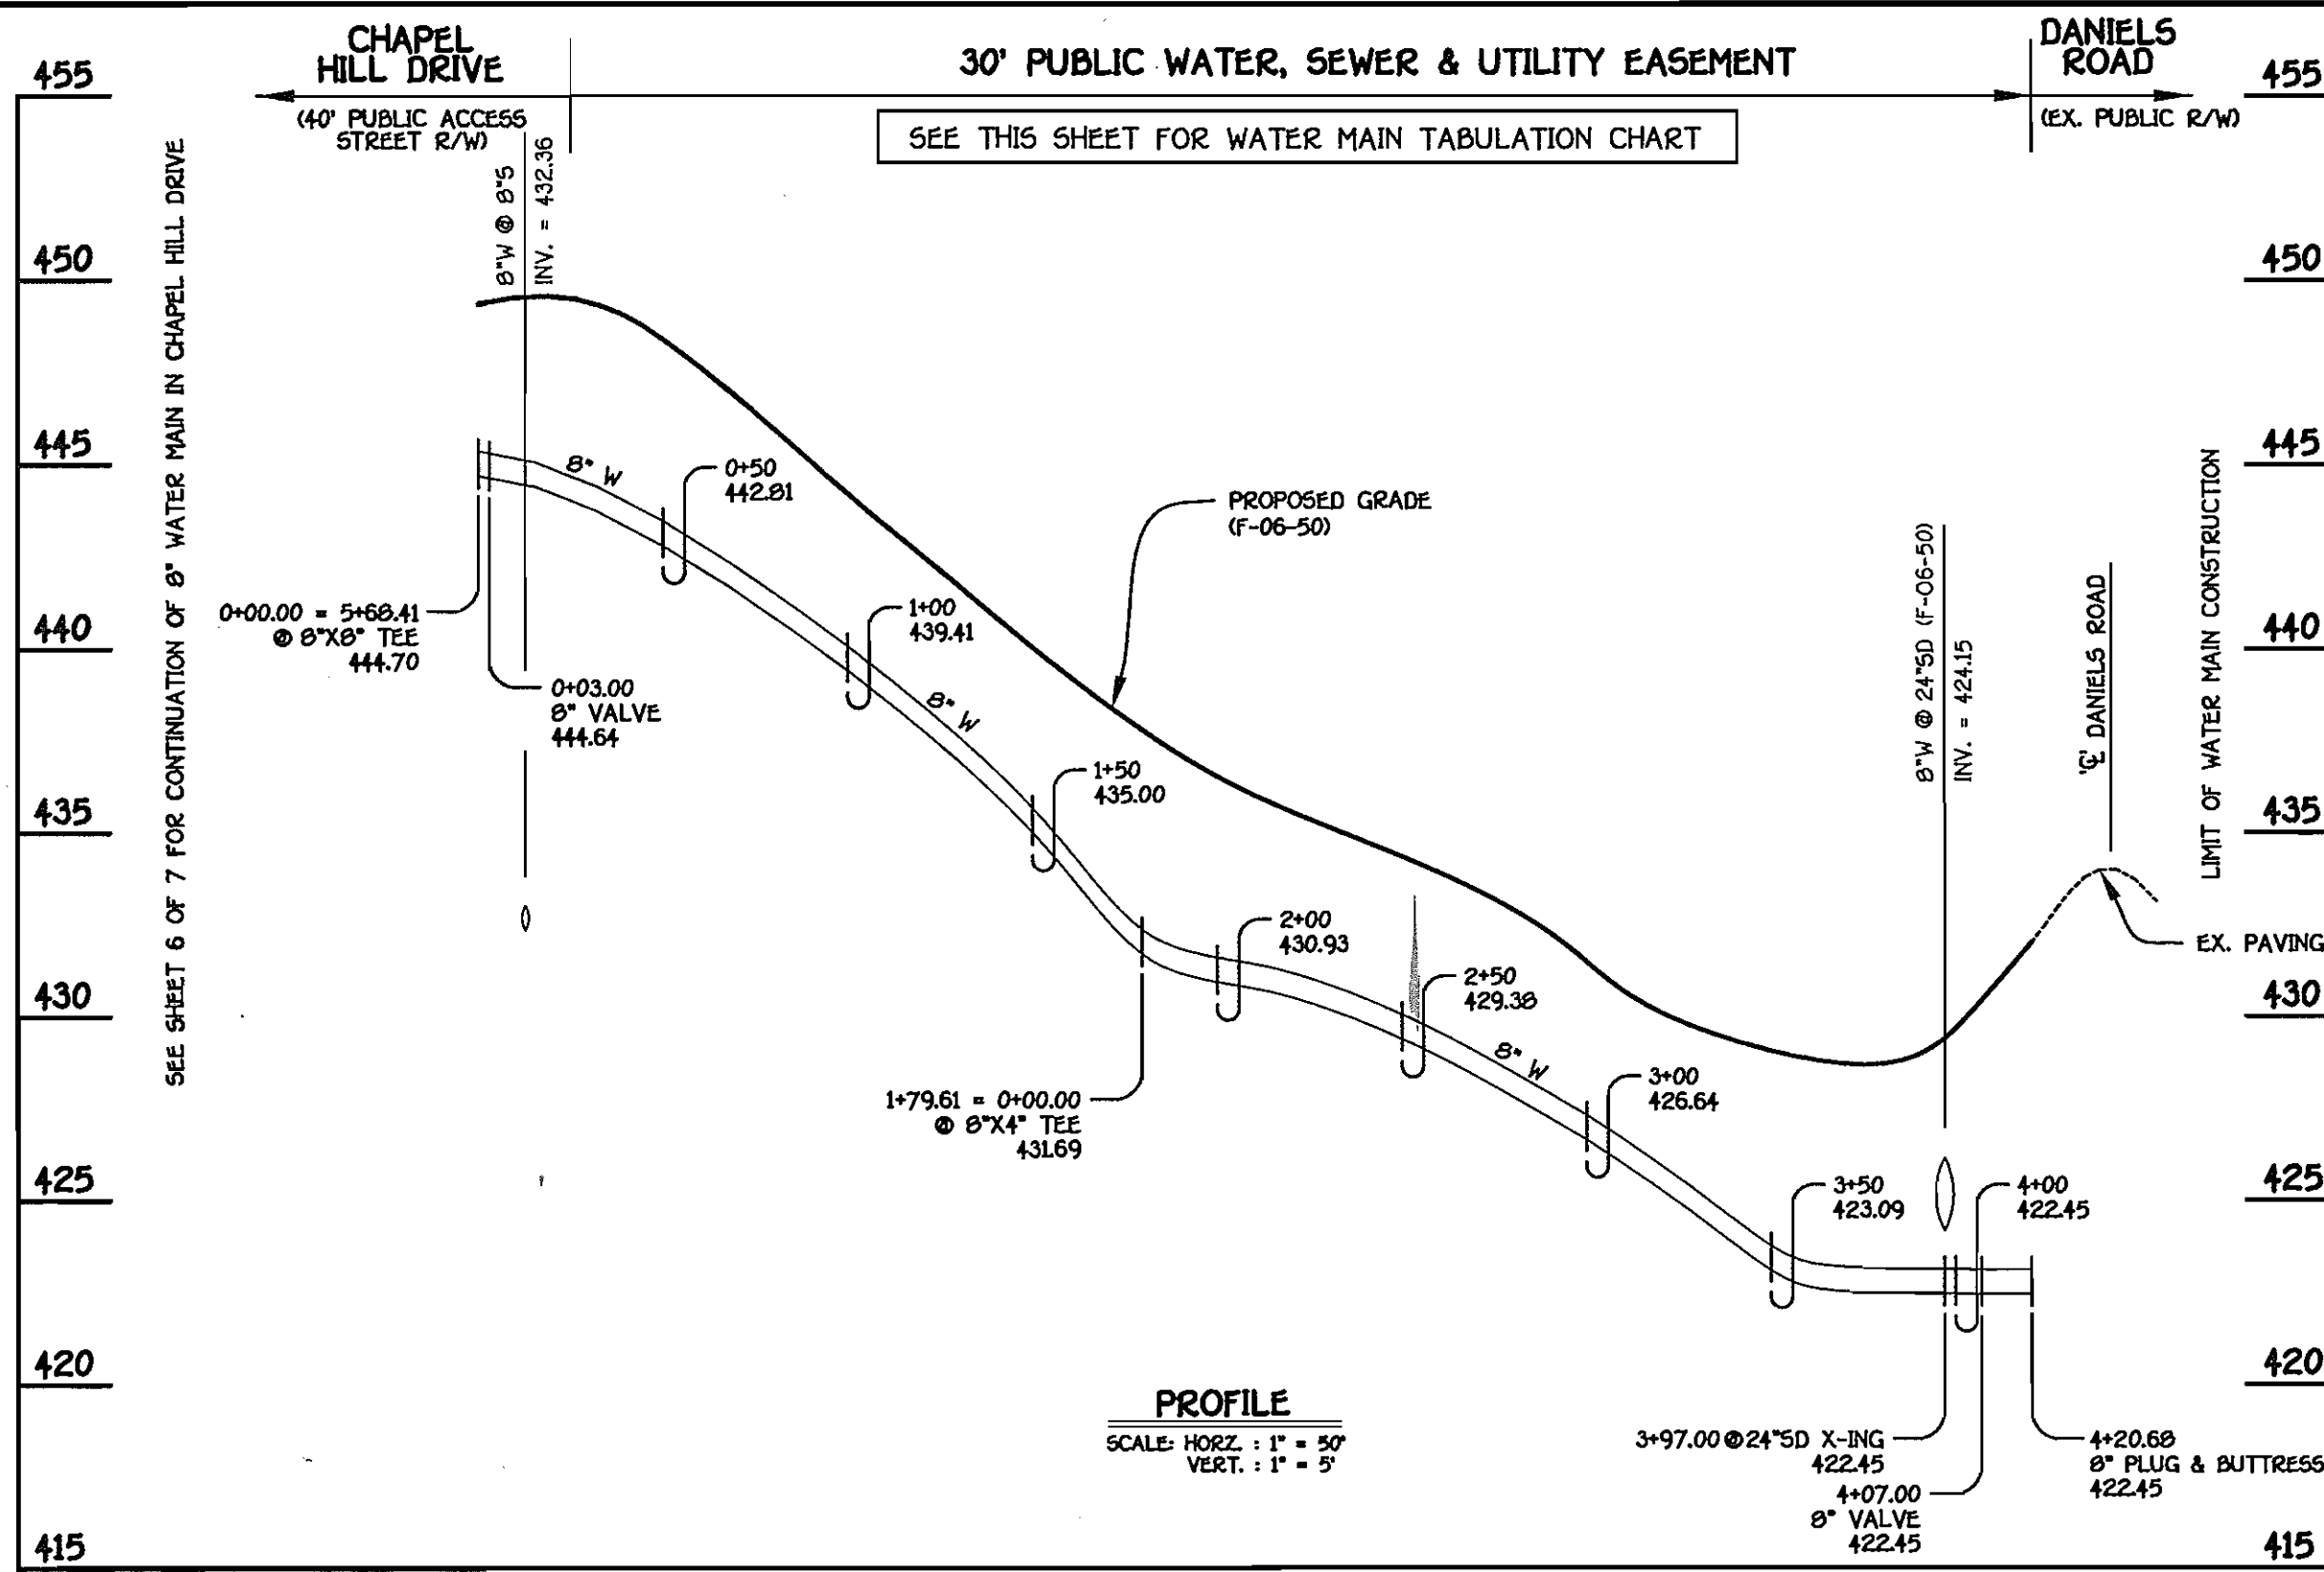 CHAPEL
HILL DRIVE
(40' PUBLIC ACCESS
STREET R/W)
30' PUBLIC WATER, SEWER & UTILITY EASEMENT
SEE THIS SHEET FOR WATER MAIN TABULATION CHART
DANIELS
ROAD
(EX. PUBLIC R/W)
455
450
445
440
435
430
425
420
415
455
450
445
440
435
430
425
420
415
SEE SHEET 6 OF 7 FOR CONTINUATION OF 8" WATER MAIN IN CHAPEL HILL DRIVE
8"W @ 8"S
INV. = 432.36
8" W
0+50
442.81
0+00.00 = 5+68.41
@ 8"X8" TEE
444.70
0+03.00
8" VALVE
444.64
1+00
439.41
8" W
PROPOSED GRADE
(F-06-50)
1+50
435.00
1+79.61 = 0+00.00
@ 8"X4" TEE
431.69
2+00
430.93
2+50
429.38
8" W
3+00
426.64
3+50
423.09
8"W @ 24"SD (F-06-50)
INV. = 424.15
℄ DANIELS ROAD
LIMIT OF WATER MAIN CONSTRUCTION
EX. PAVING
4+00
422.45
3+97.00 @ 24"SD X-ING
422.45
4+07.00
8" VALVE
422.45
4+20.68
8" PLUG & BUTTRESS
422.45
PROFILE
SCALE: HORZ. : 1" = 50'
VERT. : 1" = 5'